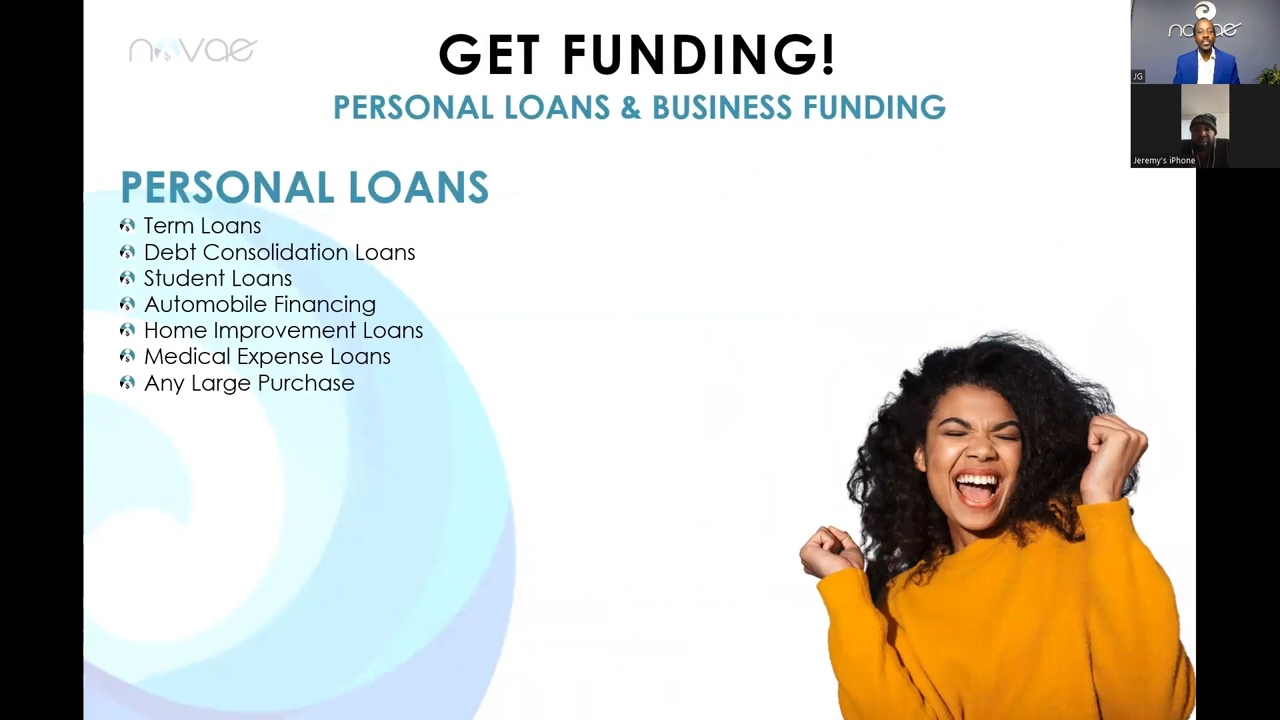 novae
GET FUNDING!
PERSONAL LOANS & BUSINESS FUNDING
PERSONAL LOANS
Term Loans
Debt Consolidation Loans
Student Loans
Automobile Financing
Home Improvement Loans
Medical Expense Loans
Any Large Purchase
novae
JG
Jeremy's iPhone